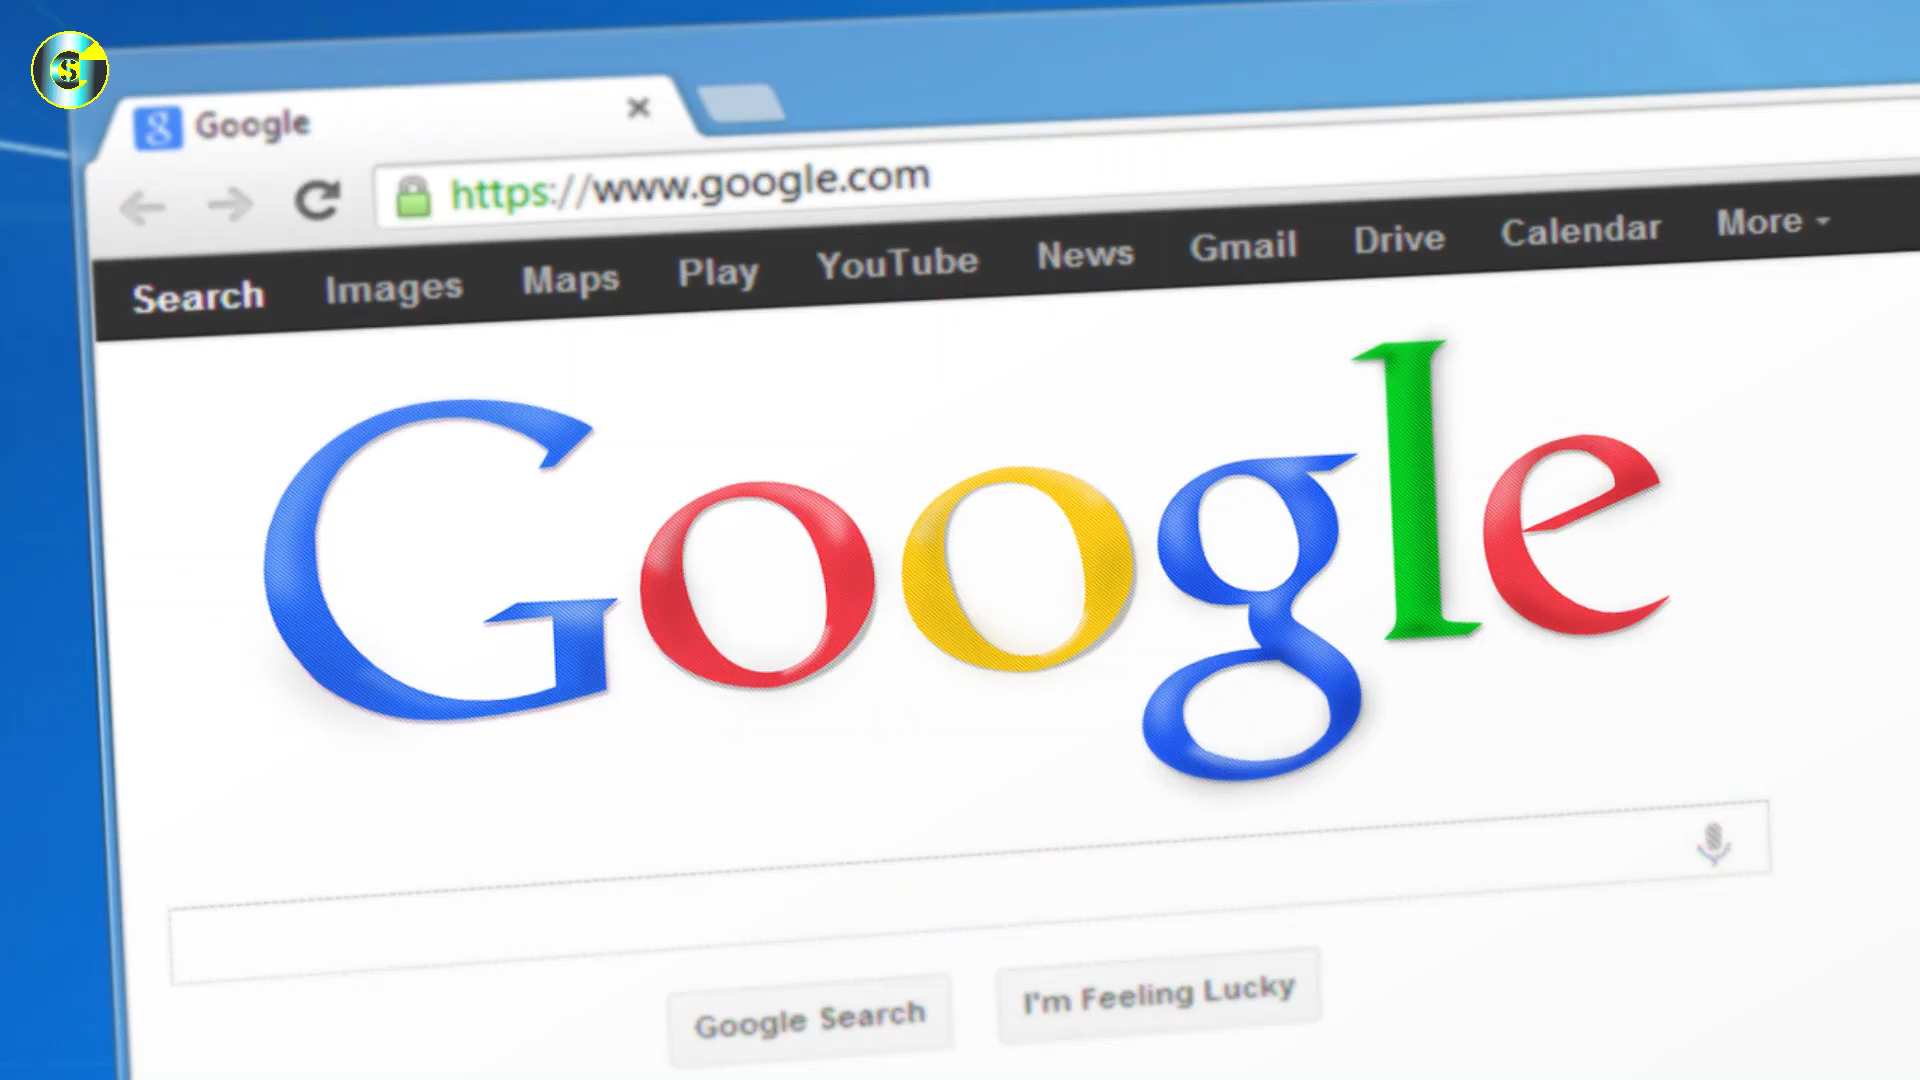 Google
https://www.google.com
Search Images Maps Play YouTube News Gmail Drive Calendar More
Google
Google Search I'm Feeling Lucky